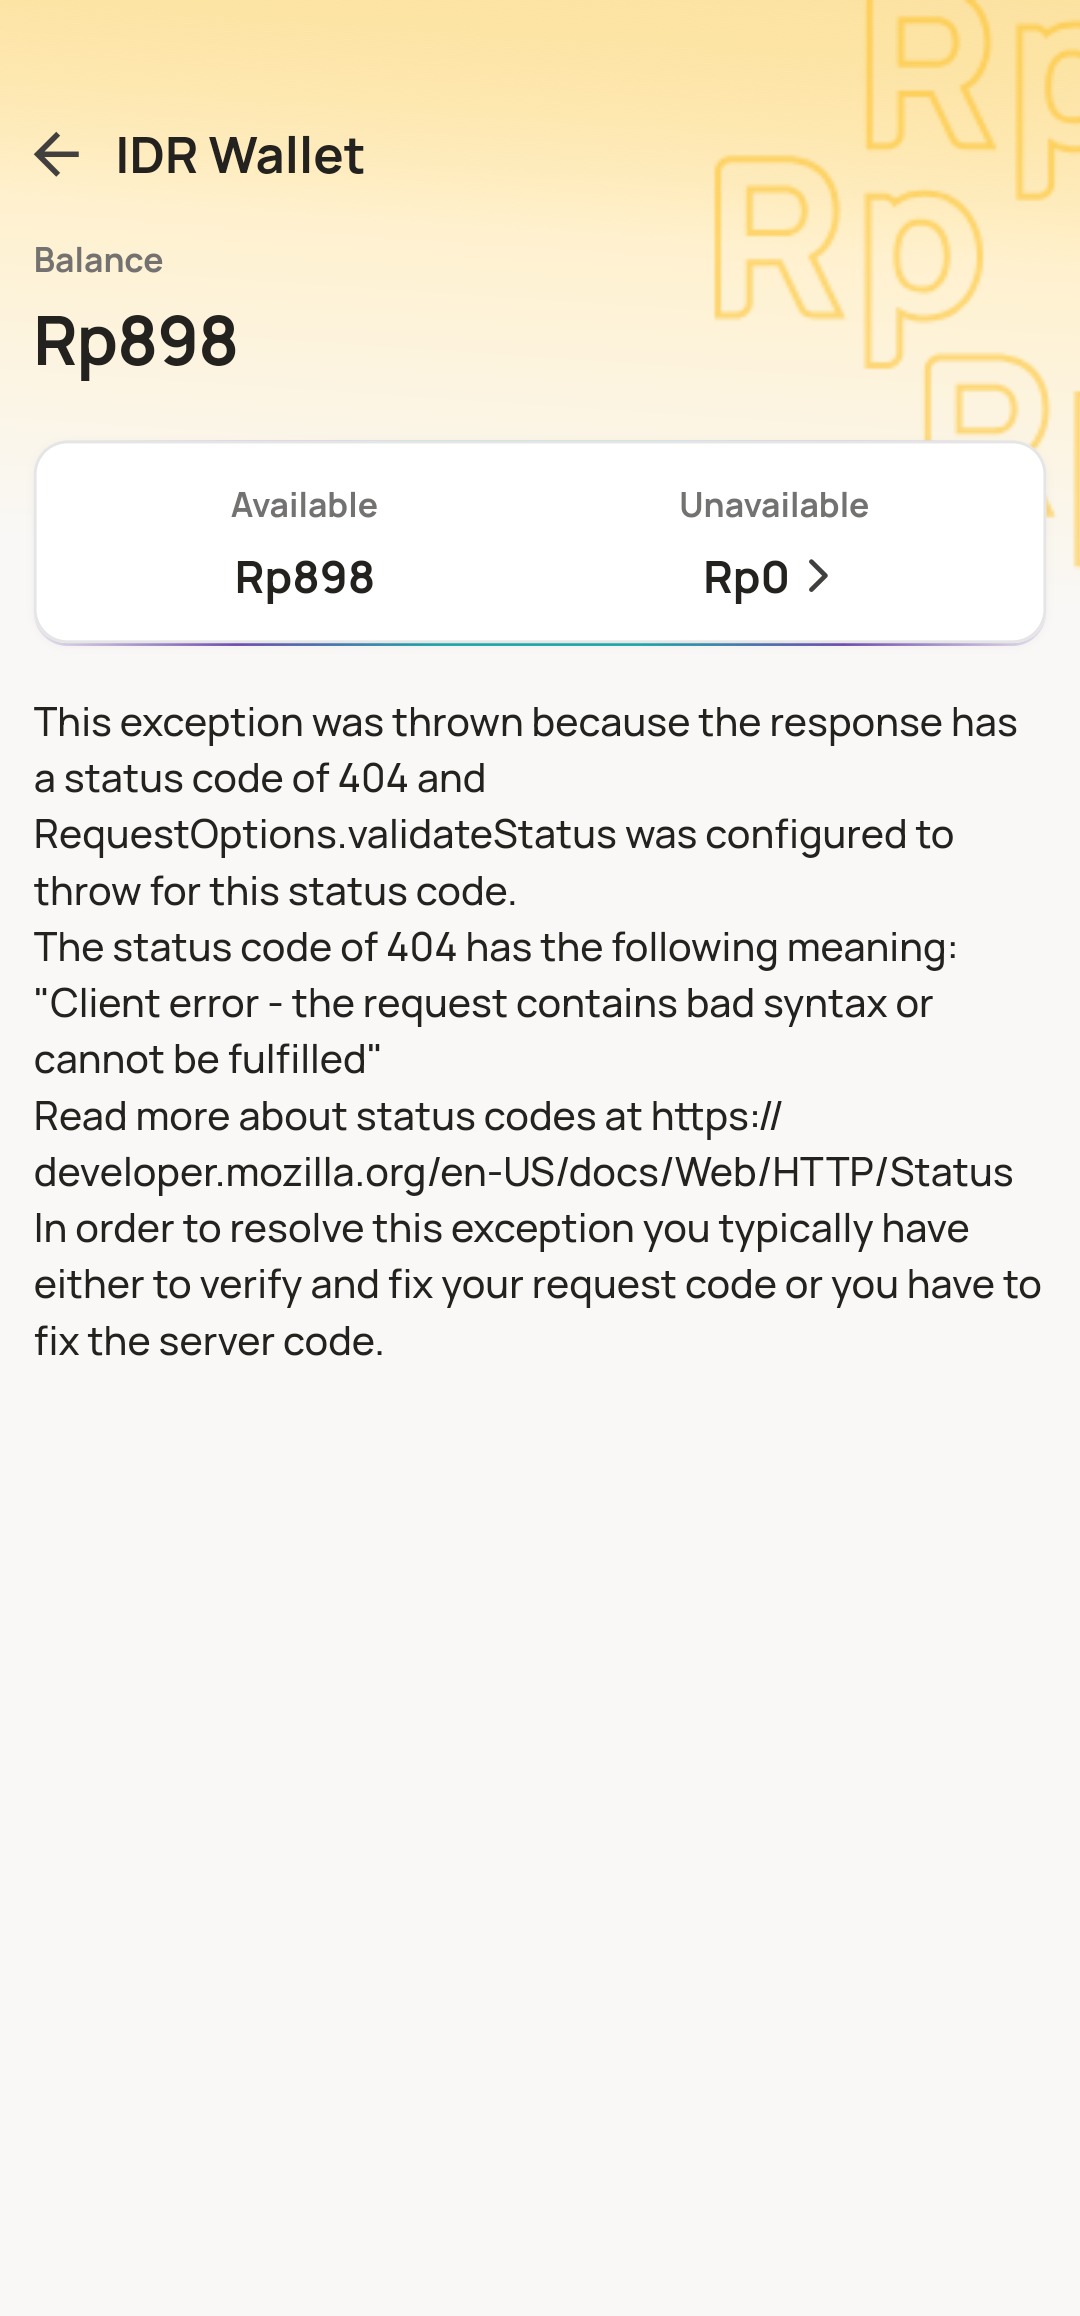 Rp
IDR Wallet
Rp
Balance
Rp898
Available
Unavailable
Rp898
Rp0
This exception was thrown because the response has
a status code of 404 and
RequestOptions.validateStatus was configured to
throw for this status code.
The status code of 404 has the following meaning:
"Client error - the request contains bad syntax or
cannot be fulfilled"
Read more about status codes at https://
developer.mozilla.org/en-US/docs/Web/HTTP/Status
In order to resolve this exception you typically have
either to verify and fix your request code or you have to
fix the server code.